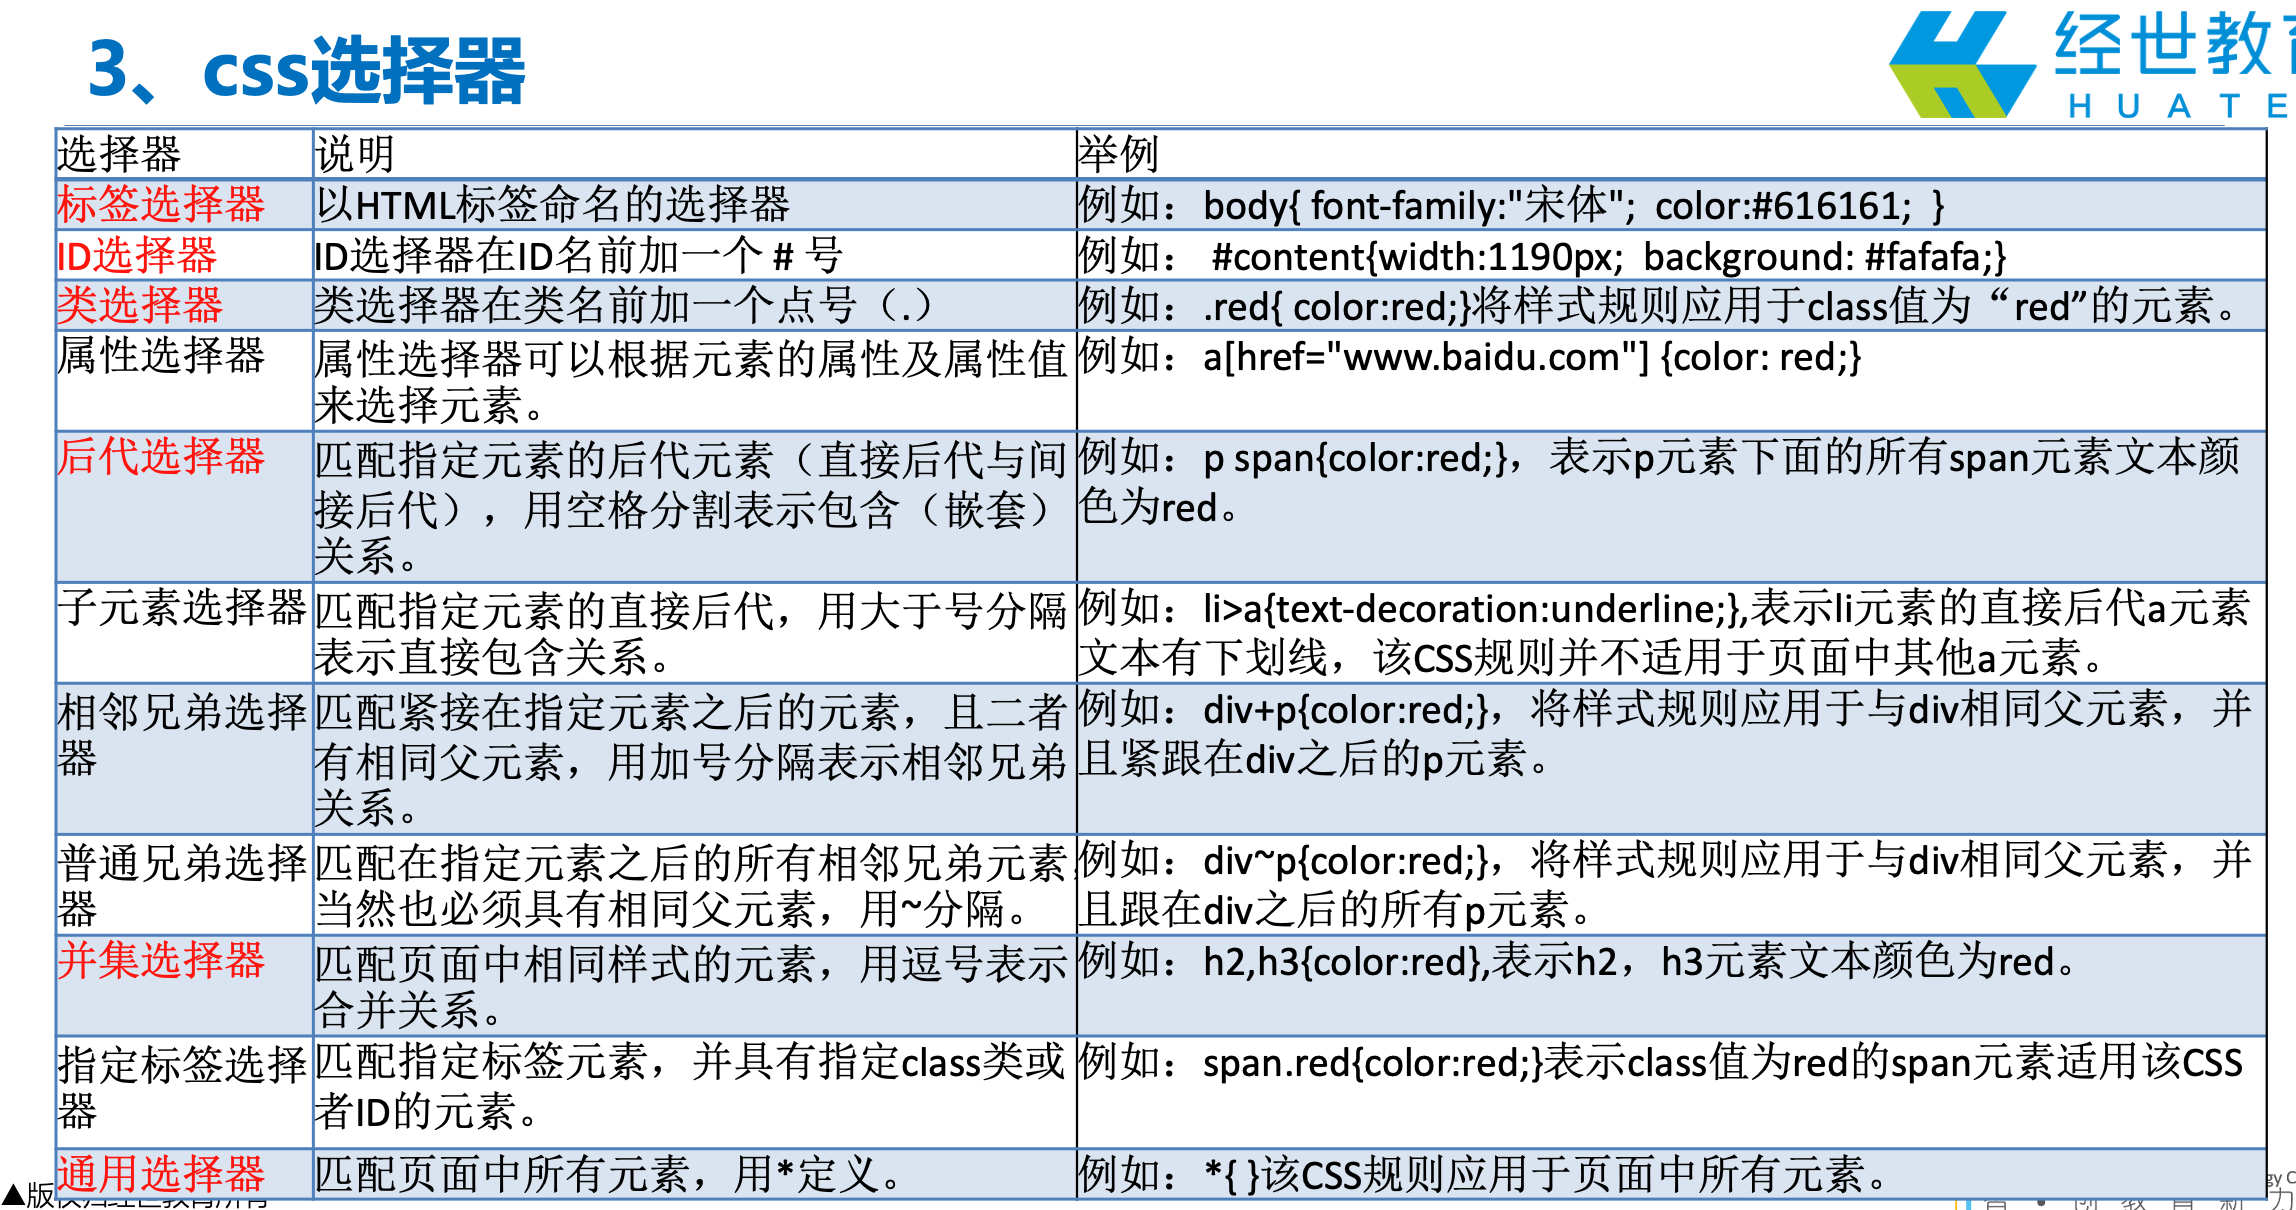 3、css选择器
经世教育
HUATE
选择器 说明 举例
标签选择器 以HTML标签命名的选择器 例如：body{ font-family:"宋体"; color:#616161; }
ID选择器 ID选择器在ID名前加一个 # 号 例如： #content{width:1190px; background: #fafafa;}
类选择器 类选择器在类名前加一个点号（.） 例如：.red{ color:red;}将样式规则应用于class值为“red”的元素。
属性选择器
属性选择器可以根据元素的属性及属性值
来选择元素。
例如：a[href="www.baidu.com"] {color: red;}
后代选择器
匹配指定元素的后代元素（直接后代与间
接后代），用空格分割表示包含（嵌套）
关系。
例如：p span{color:red;}，表示p元素下面的所有span元素文本颜
色为red。
子元素选择器
匹配指定元素的直接后代，用大于号分隔
表示直接包含关系。
例如：li>a{text-decoration:underline;},表示li元素的直接后代a元素
文本有下划线，该CSS规则并不适用于页面中其他a元素。
相邻兄弟选择
器
匹配紧接在指定元素之后的元素，且二者
有相同父元素，用加号分隔表示相邻兄弟
关系。
例如：div+p{color:red;}，将样式规则应用于与div相同父元素，并
且紧跟在div之后的p元素。
普通兄弟选择
器
匹配在指定元素之后的所有相邻兄弟元素，
当然也必须具有相同父元素，用~分隔。
例如：div~p{color:red;}，将样式规则应用于与div相同父元素，并
且跟在div之后的所有p元素。
并集选择器
匹配页面中相同样式的元素，用逗号表示
合并关系。
例如：h2,h3{color:red},表示h2，h3元素文本颜色为red。
指定标签选择
器
匹配指定标签元素，并具有指定class类或
者ID的元素。
例如：span.red{color:red;}表示class值为red的span元素适用该CSS
通用选择器 匹配页面中所有元素，用*定义。 例如：*{ }该CSS规则应用于页面中所有元素。
▲版权归经世教育所有